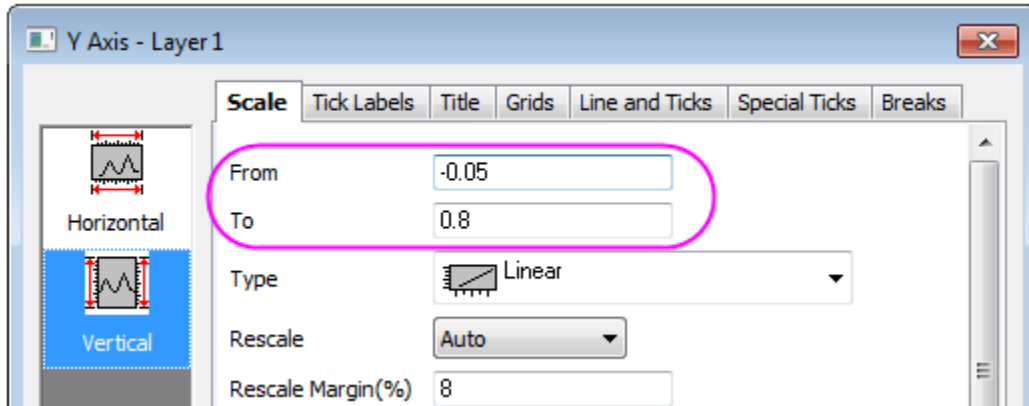 Y Axis - Layer 1
Scale Tick Labels Title Grids Line and Ticks Special Ticks Breaks
Horizontal
Vertical
From -0.05
To 0.8
Type Linear
Rescale Auto
Rescale Margin(%) 8